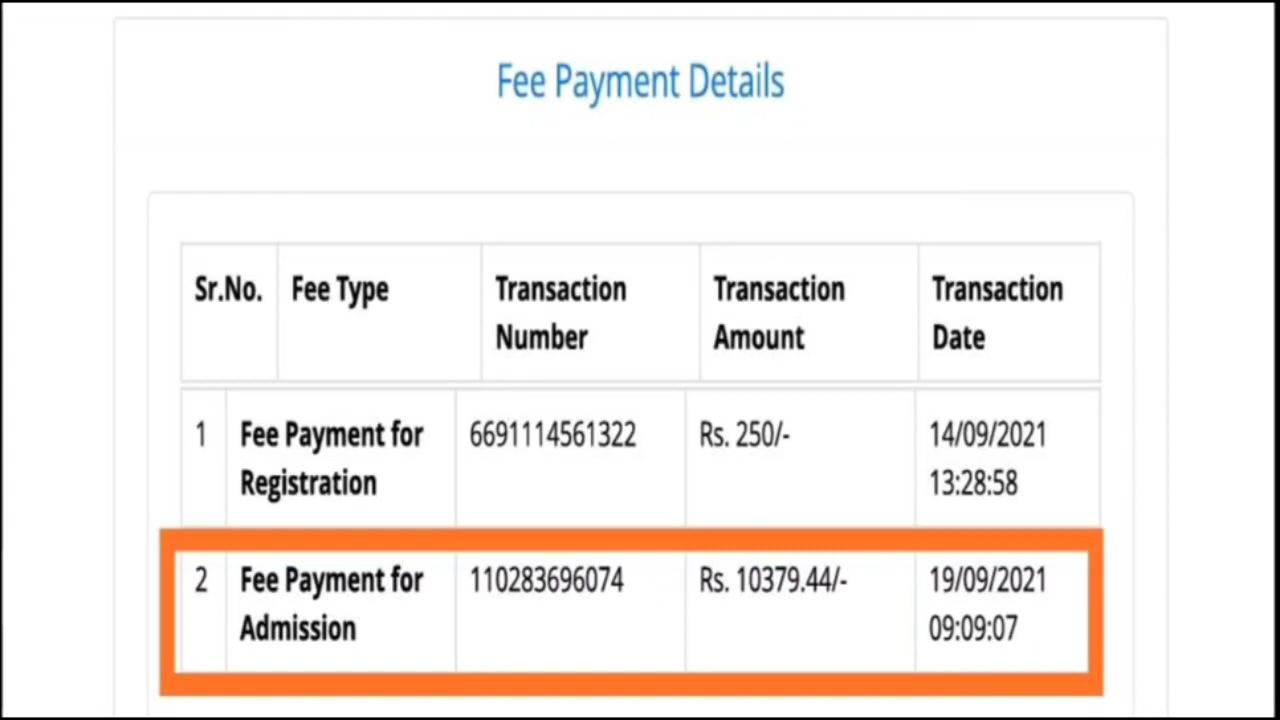 Fee Payment Details
Sr.No. Fee Type Transaction Transaction Transaction
Number Amount Date
1 Fee Payment for 6691114561322 Rs. 250/- 14/09/2021
Registration 13:28:58
2 Fee Payment for 110283696074 Rs. 10379.44/- 19/09/2021
Admission 09:09:07